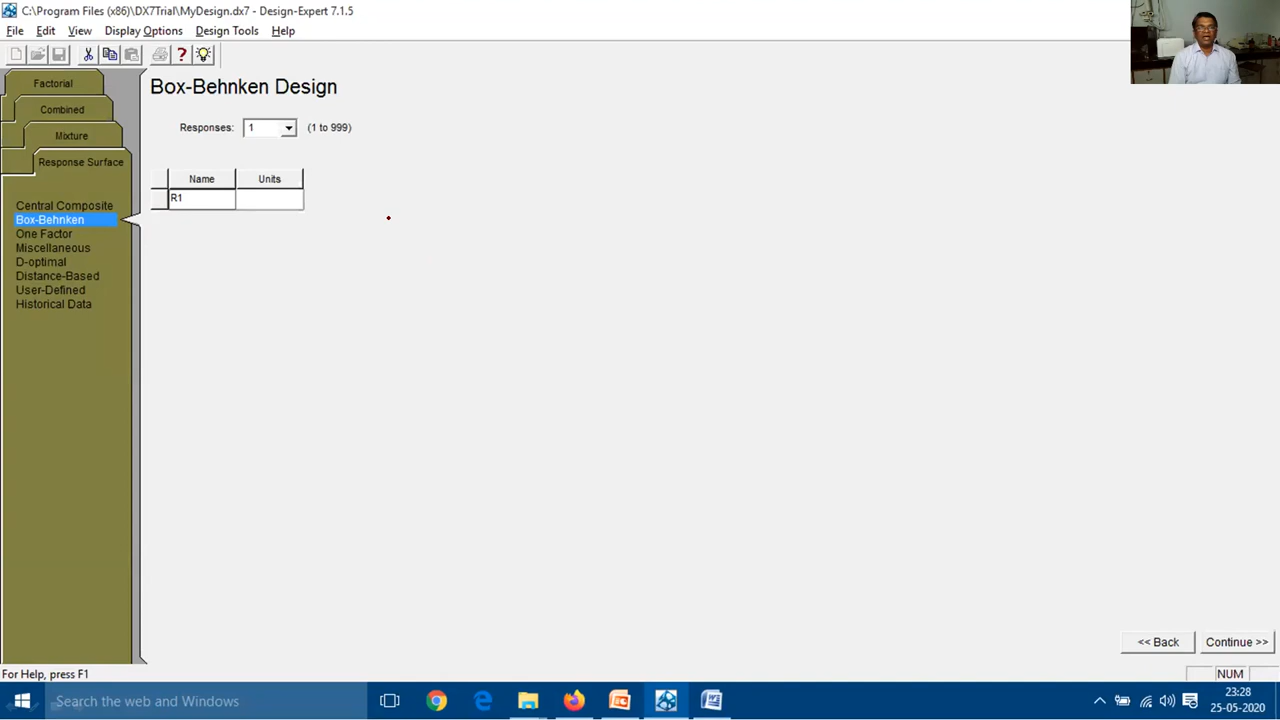 C:\Program Files (x86)\DX7Trial\MyDesign.dx7 - Design-Expert 7.1.5
File Edit View Display Options Design Tools Help
Factorial
Combined
Mixture
Response Surface
Central Composite
Box-Behnken
One Factor
Miscellaneous
D-optimal
Distance-Based
User-Defined
Historical Data
Box-Behnken Design
Responses: 1 (1 to 999)
Name Units
R1
<< Back Continue >>
For Help, press F1
NUM
Search the web and Windows
23:28
25-05-2020